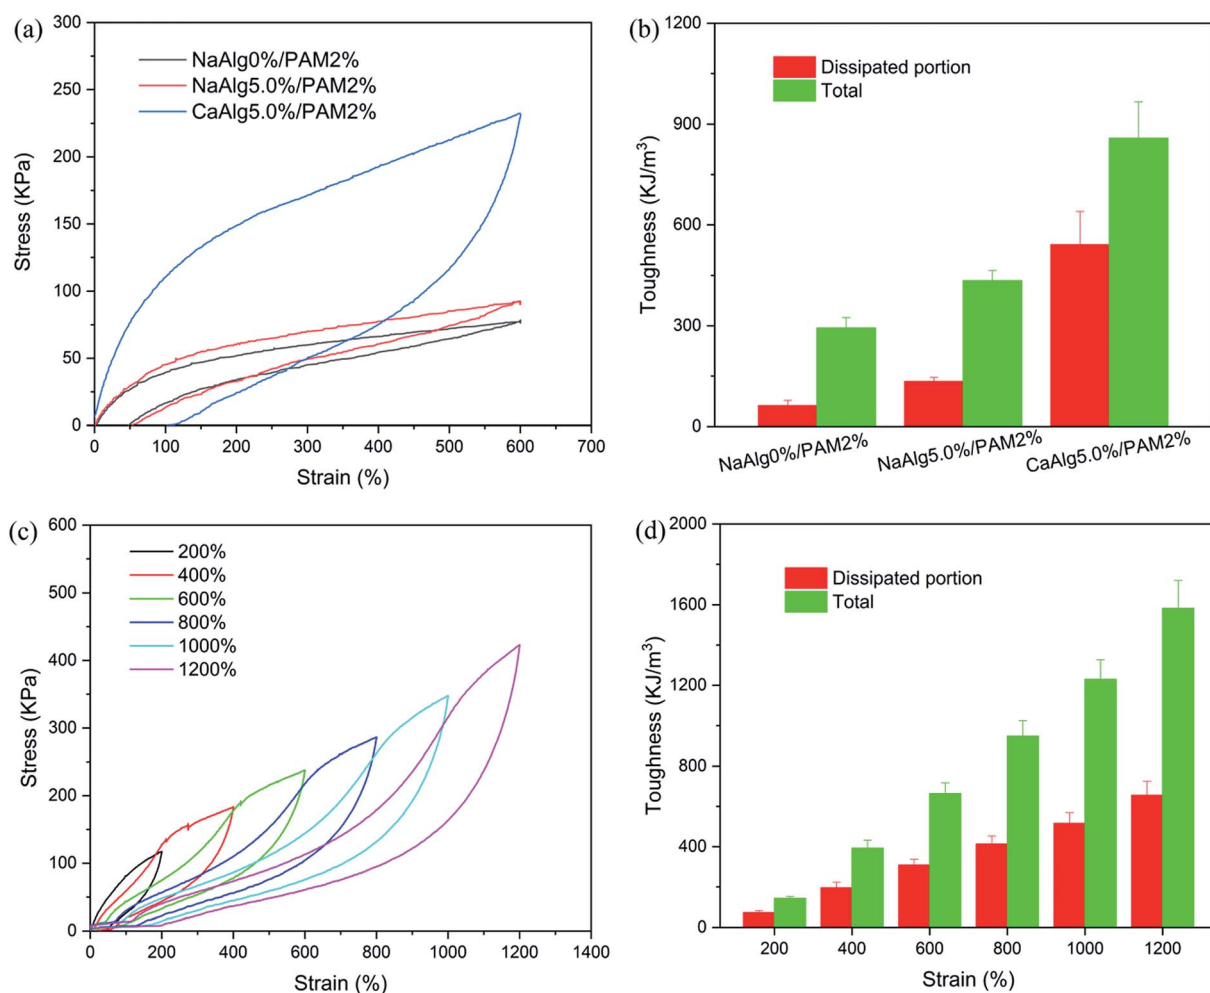 (a)
300
250
200
150
100
50
0
Stress (KPa)
NaAlg0%/PAM2%
NaAlg5.0%/PAM2%
CaAlg5.0%/PAM2%
0 100 200 300 400 500 600 700
Strain (%)
(b)
1200
900
600
300
0
Toughness (KJ/m³)
Dissipated portion
Total
NaAlg0%/PAM2%
NaAlg5.0%/PAM2%
CaAlg5.0%/PAM2%
(c)
600
500
400
300
200
100
0
Stress (KPa)
200%
400%
600%
800%
1000%
1200%
0 200 400 600 800 1000 1200 1400
Strain (%)
(d)
2000
1600
1200
800
400
0
Toughness (KJ/m³)
Dissipated portion
Total
200 400 600 800 1000 1200
Strain (%)